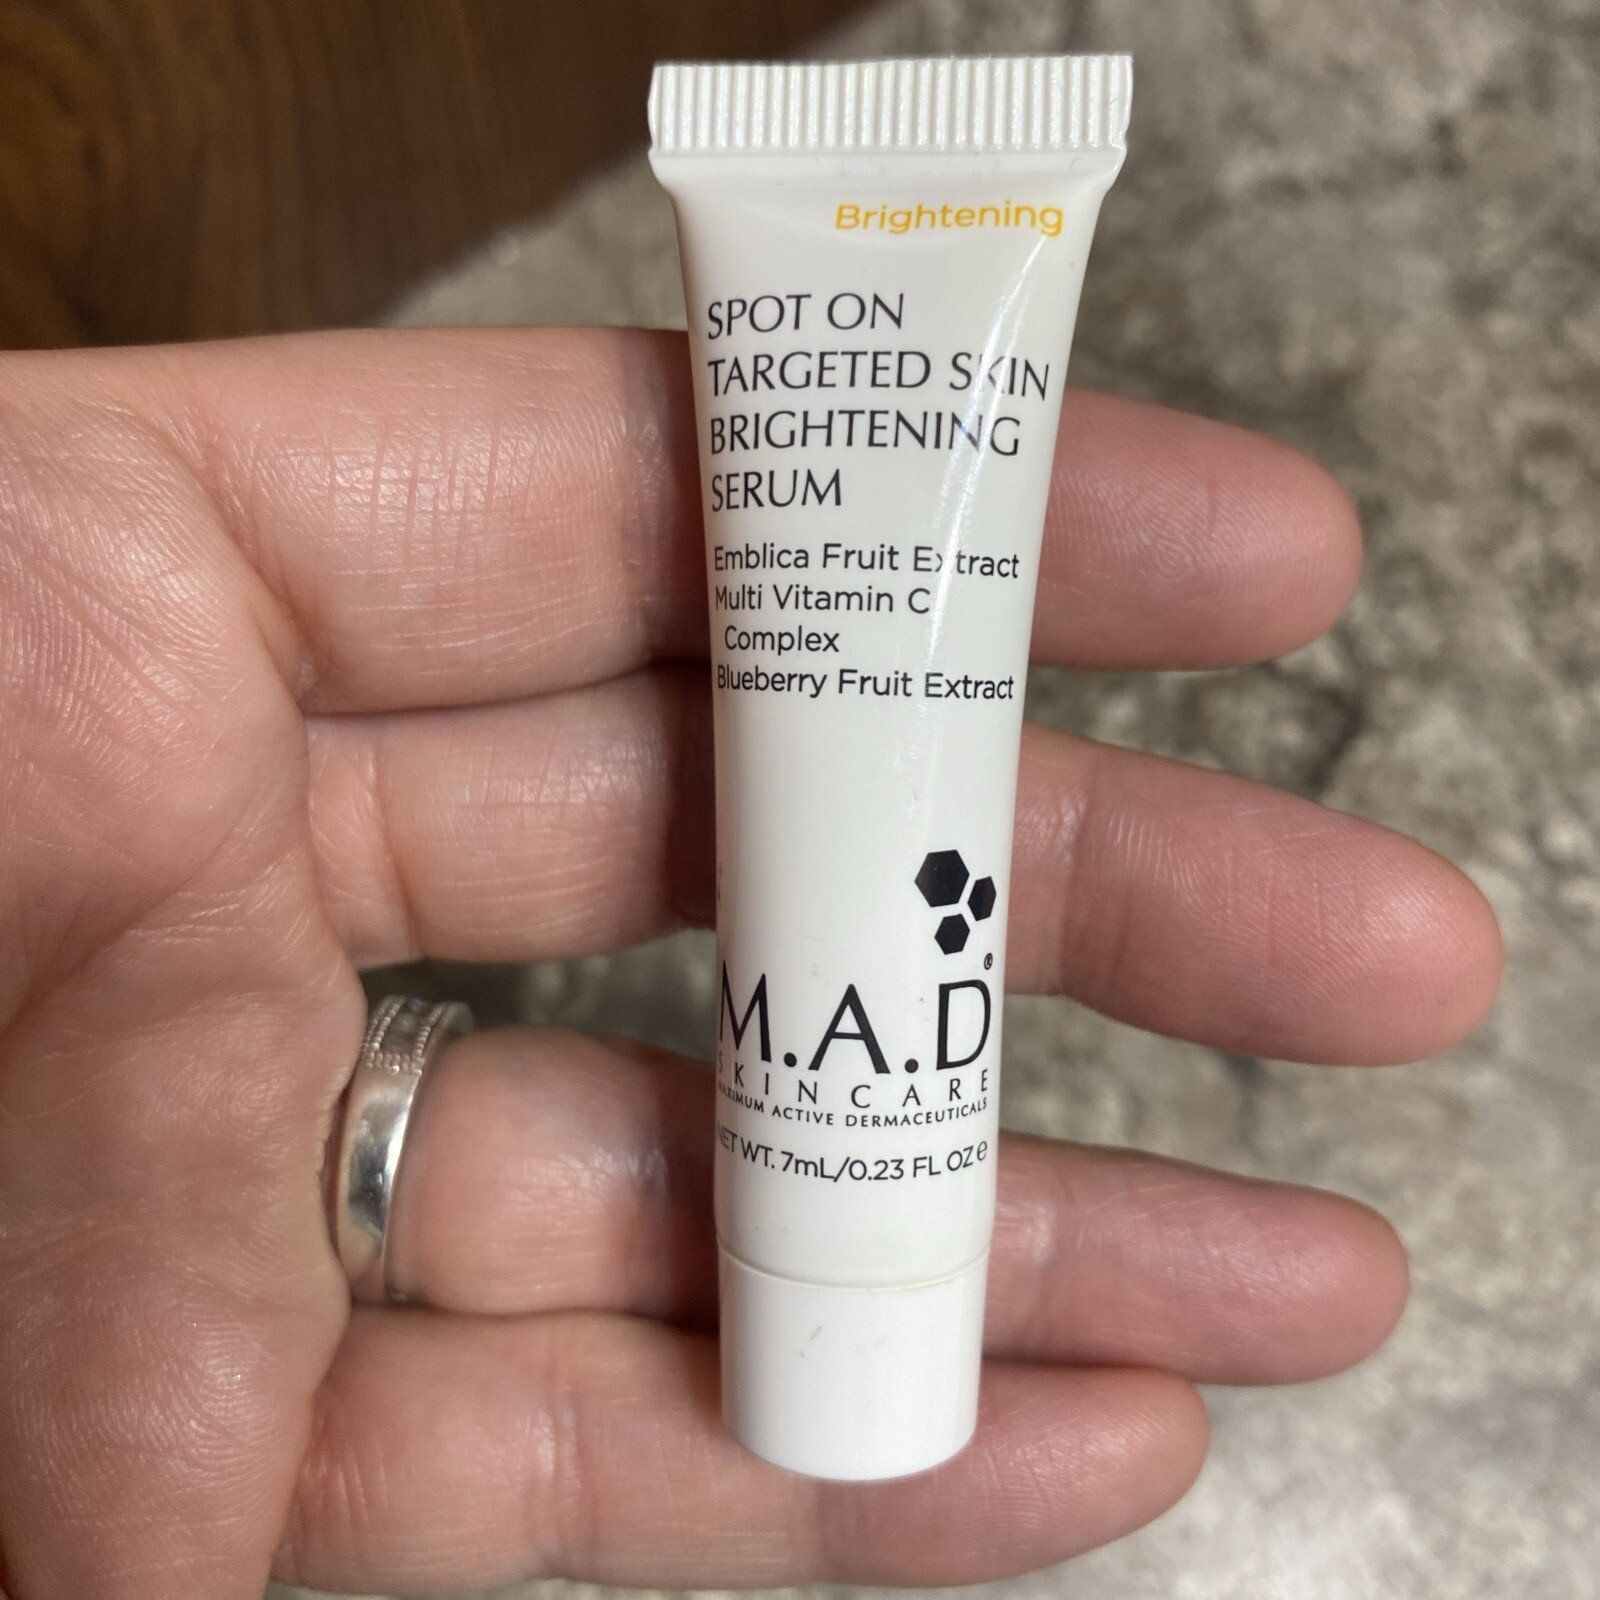 Brightening
SPOT ON
TARGETED SKIN
BRIGHTENING
SERUM
Emblica Fruit Extract
Multi Vitamin C
Complex
Blueberry Fruit Extract
M.A.D®
SKINCARE
MAXIMUM ACTIVE DERMACEUTICALS
NET WT. 7mL/0.23 FL OZ ℮